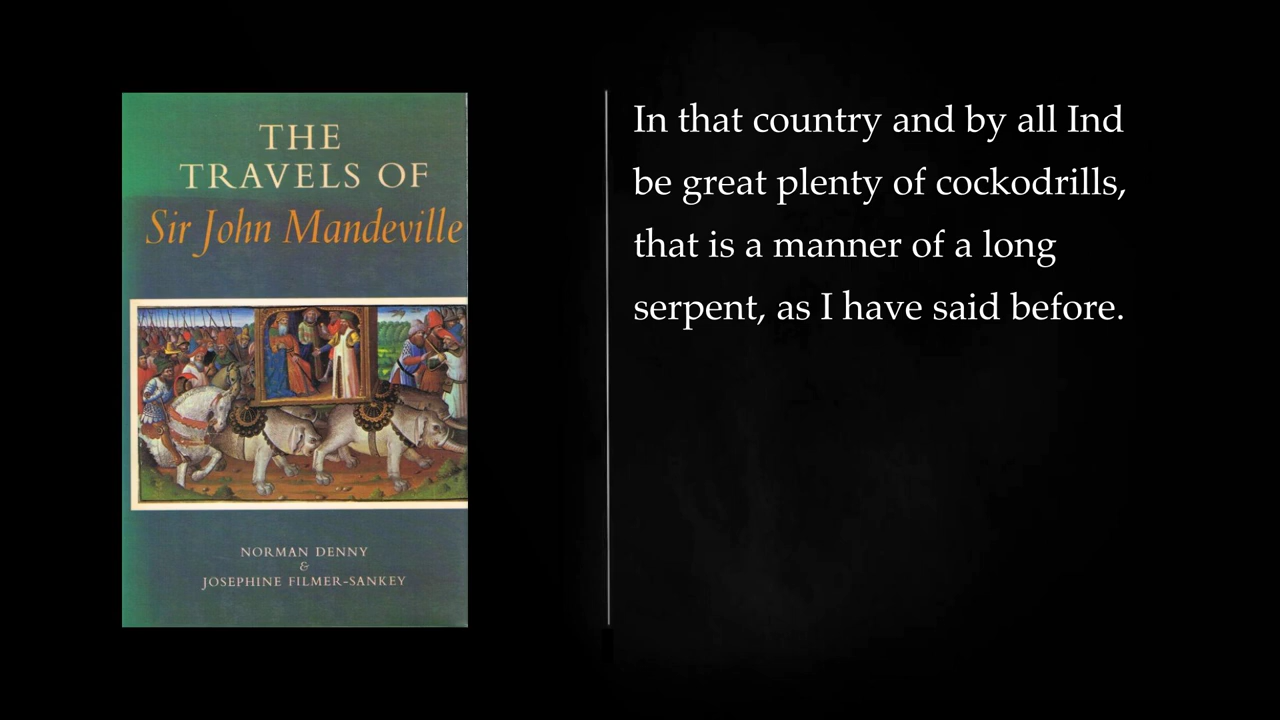 THE
TRAVELS OF
Sir John Mandeville
NORMAN DENNY
&
JOSEPHINE FILMER-SANKEY
In that country and by all Ind
be great plenty of cockodrills,
that is a manner of a long
serpent, as I have said before.